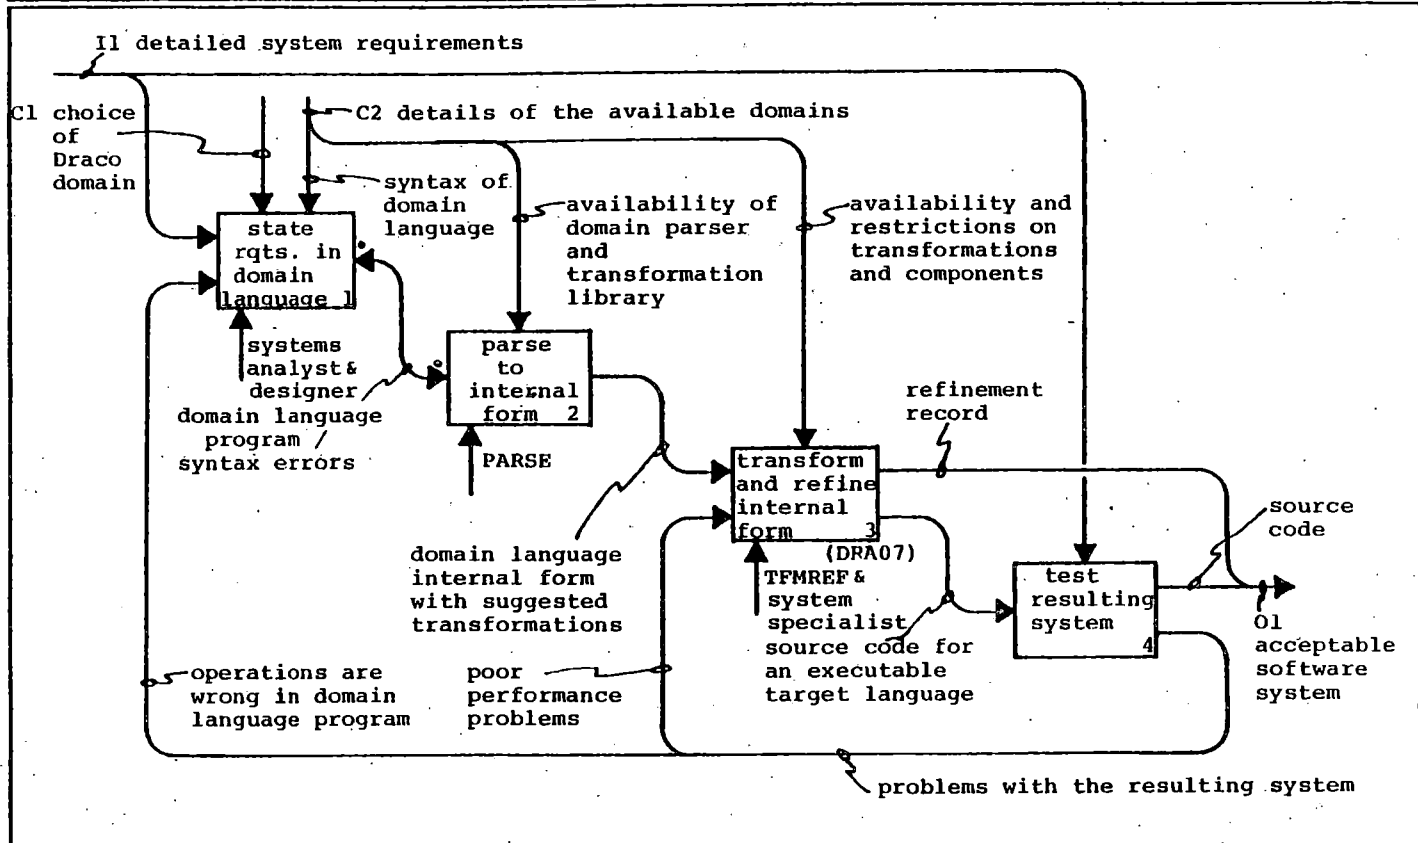 I1 detailed system requirements
C1 choice
of
Draco
domain
C2 details of the available domains
syntax of
domain
language
availability of
domain parser
and
transformation
library
availability and
restrictions on
transformations
and components
state
rqts. in
domain
language 1
systems
analyst &
designer
domain language
program /
syntax errors
parse
to
internal
form 2
PARSE
refinement
record
transform
and refine
internal
form 3
(DRA07)
domain language
internal form
with suggested
transformations
TFMREF &
system
specialist
source code for
an executable
target language
test
resulting
system
4
source
code
O1
acceptable
software
system
operations are
wrong in domain
language program
poor
performance
problems
problems with the resulting system